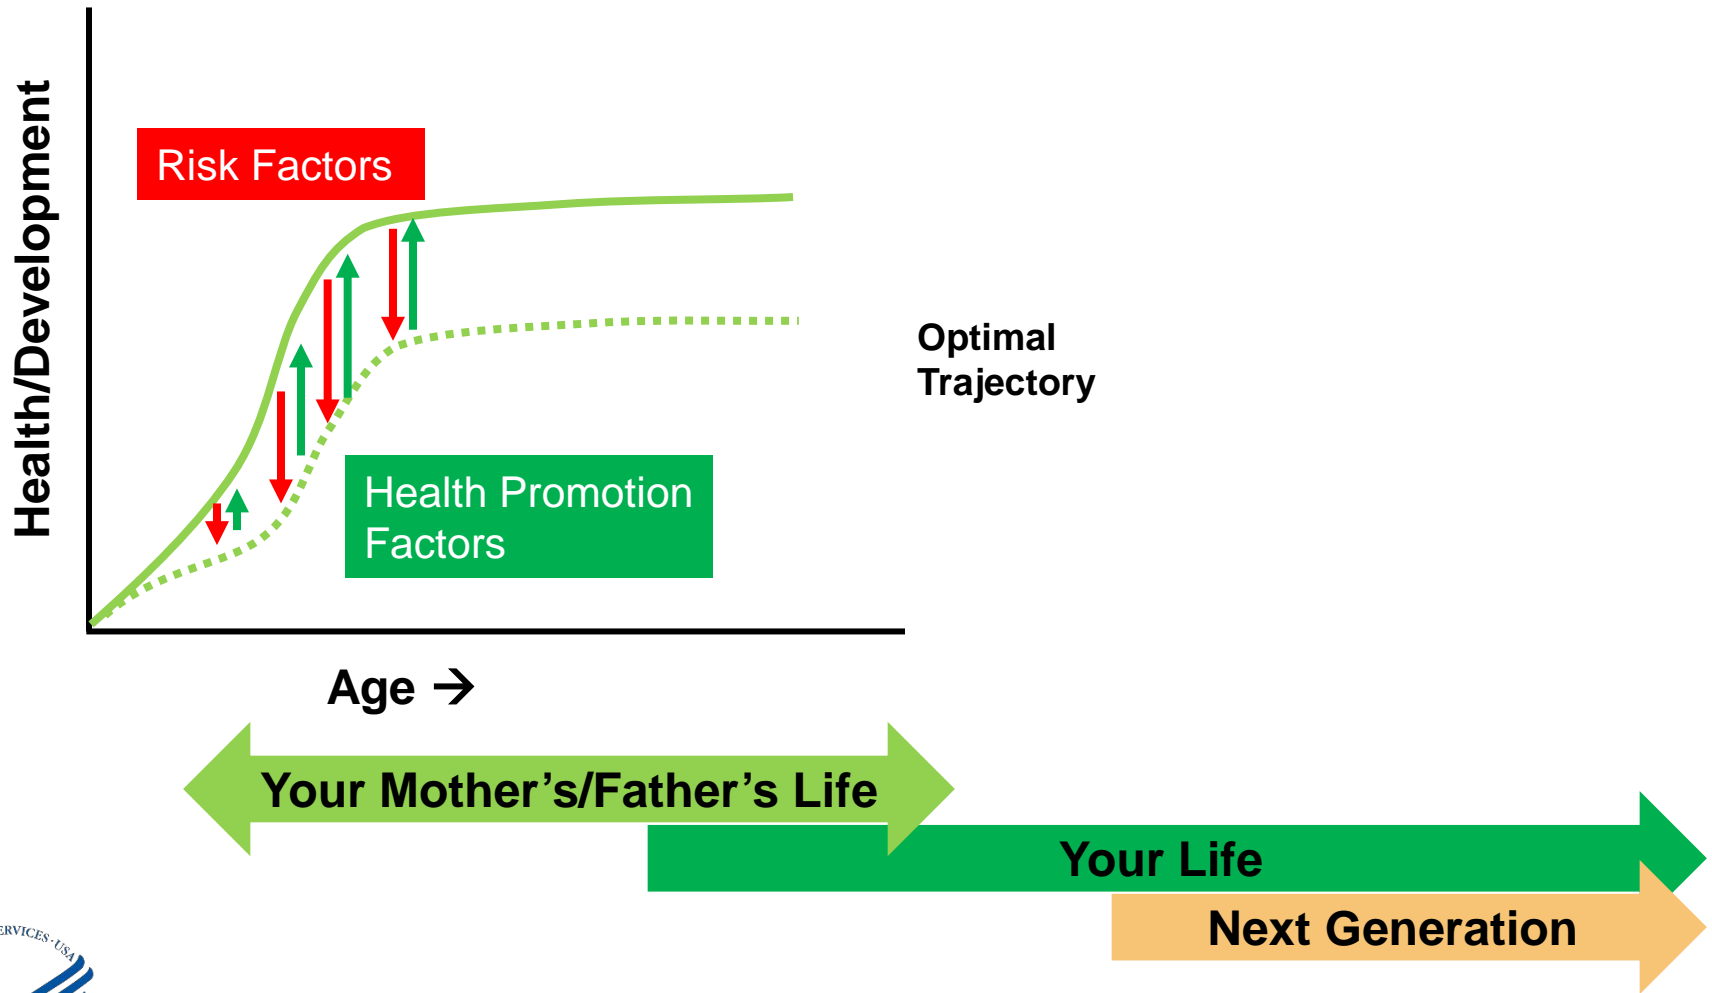 Health/Development
Risk Factors
Optimal
Trajectory
Health Promotion
Factors
Age →
Your Mother’s/Father’s Life
Your Life
Next Generation
SERVICES·USA